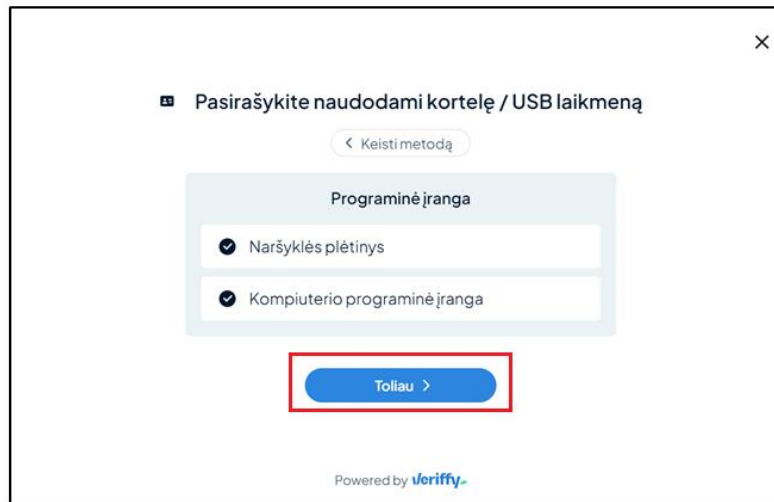 Pasirašykite naudodami kortelę / USB laikmeną
Keisti metodą
Programinė įranga
Naršyklės plėtinys
Kompiuterio programinė įranga
Toliau
Powered by Veriffy